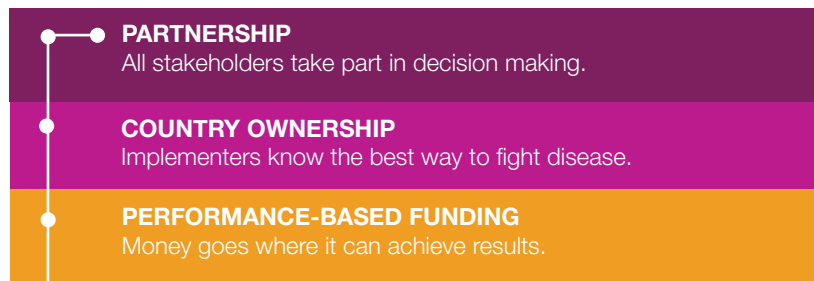 PARTNERSHIP
All stakeholders take part in decision making.
COUNTRY OWNERSHIP
Implementers know the best way to fight disease.
PERFORMANCE-BASED FUNDING
Money goes where it can achieve results.